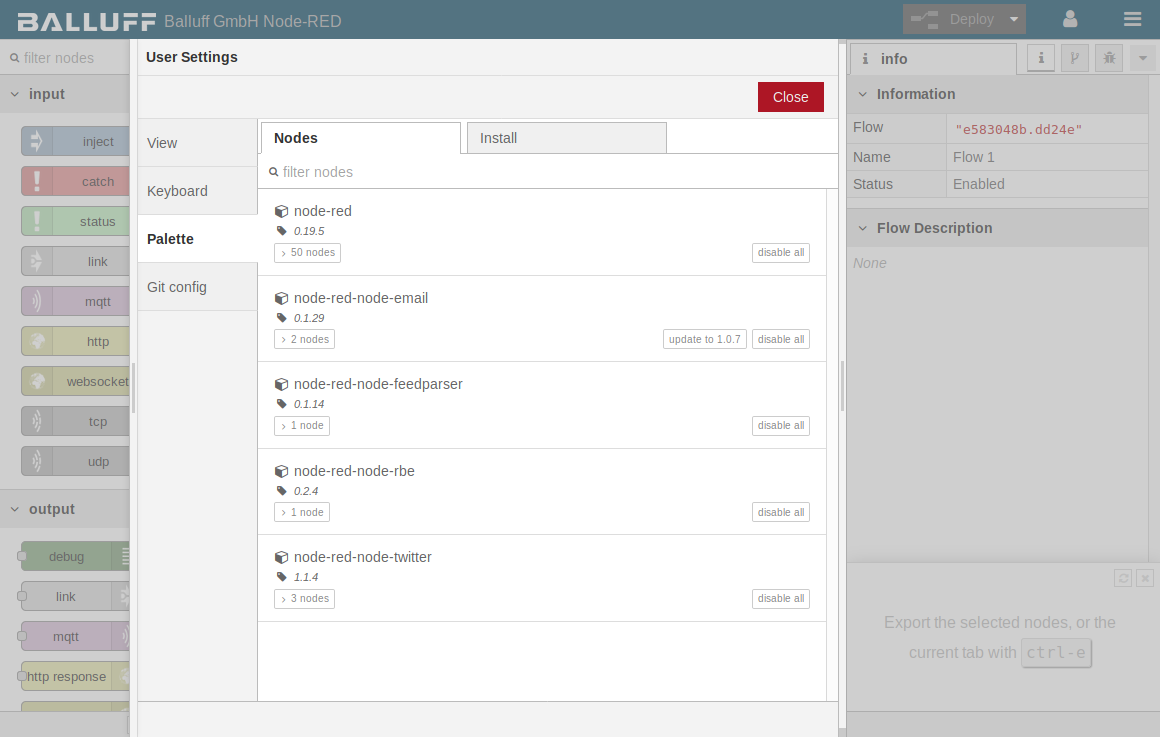 BALLUFF Balluff GmbH Node-RED
Deploy
filter nodes
input
inject
catch
status
link
mqtt
http
websocket
tcp
udp
output
debug
link
mqtt
http response
User Settings
Close
View
Keyboard
Palette
Git config
Nodes
Install
filter nodes
node-red
0.19.5
50 nodes
disable all
node-red-node-email
0.1.29
2 nodes
update to 1.0.7
disable all
node-red-node-feedparser
0.1.14
1 node
disable all
node-red-node-rbe
0.2.4
1 node
disable all
node-red-node-twitter
1.1.4
3 nodes
disable all
info
Information
Flow "e583048b.dd24e"
Name Flow 1
Status Enabled
Flow Description
None
Export the selected nodes, or the
current tab with ctrl-e